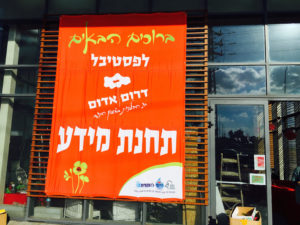 ברוכים הבאים
לפסטיבל
דרום אדום
תחנת מידע